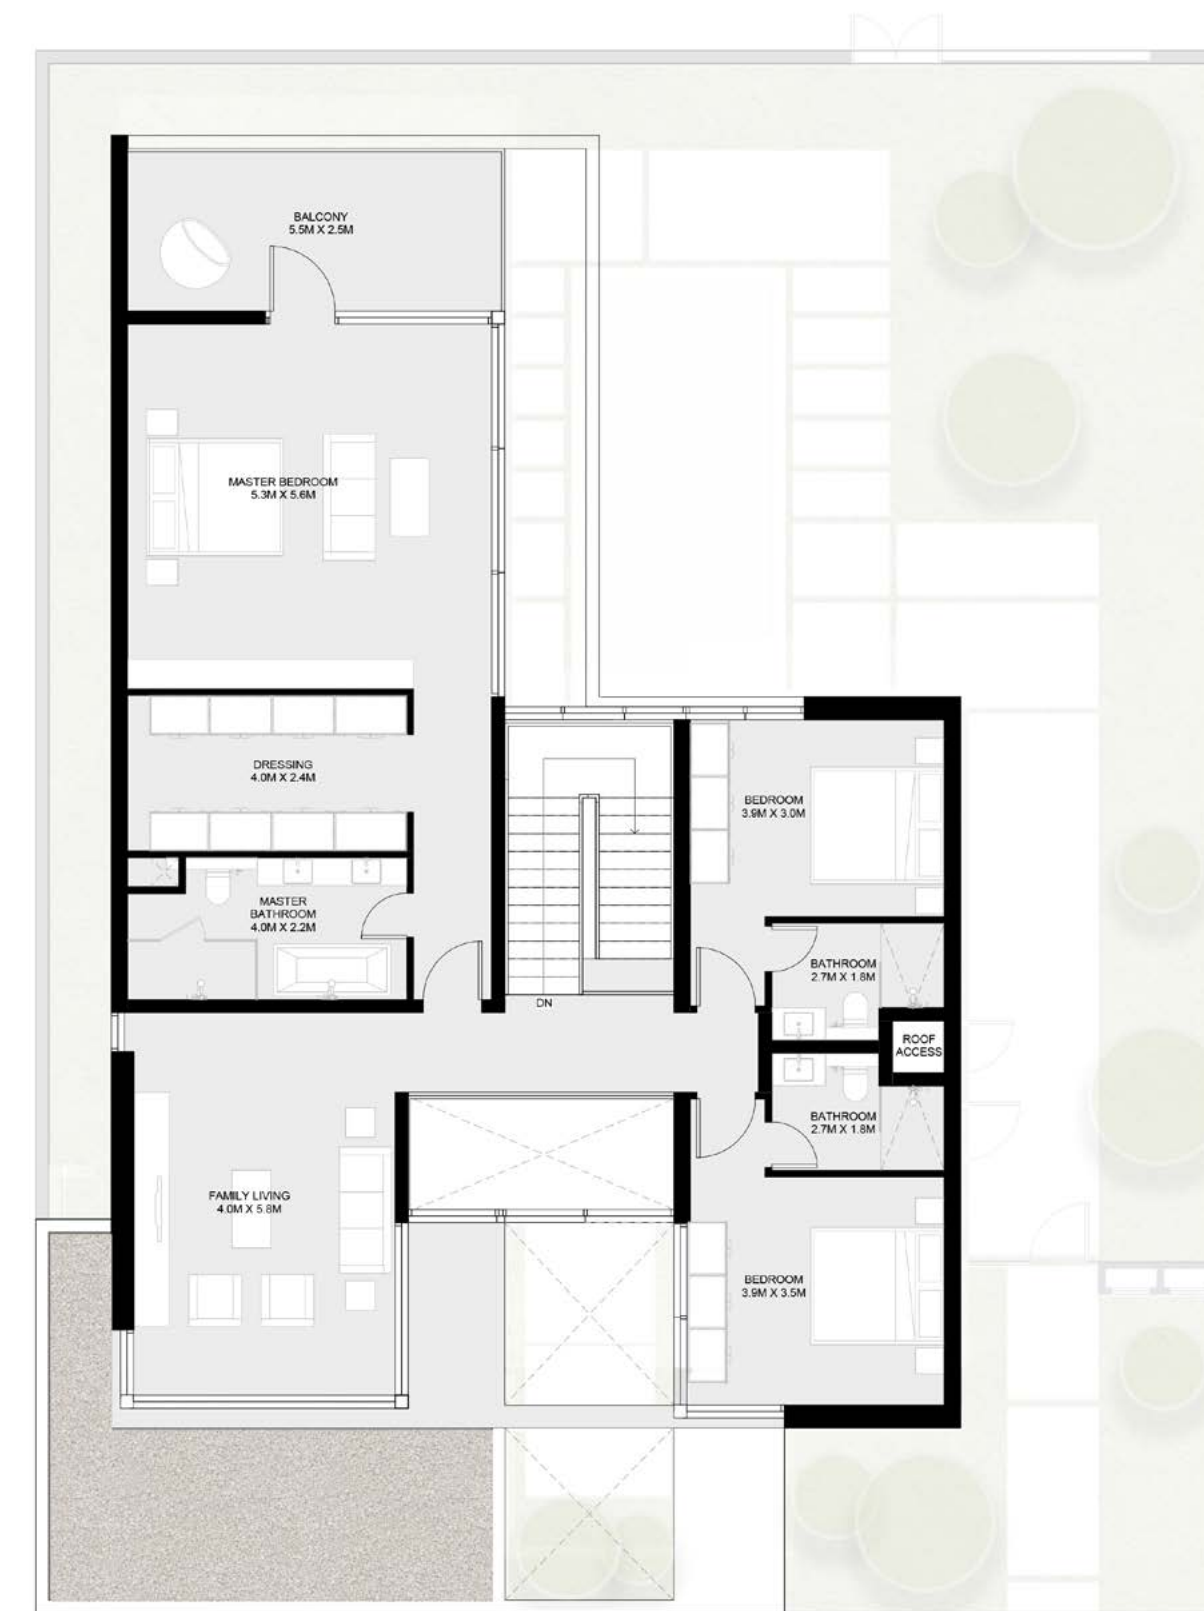 BALCONY
5.5M X 2.5M
MASTER BEDROOM
5.3M X 5.6M
DRESSING
4.0M X 2.4M
BEDROOM
3.9M X 3.0M
MASTER
BATHROOM
4.0M X 2.2M
BATHROOM
2.7M X 1.8M
DN
ROOF
ACCESS
BATHROOM
2.7M X 1.8M
FAMILY LIVING
4.0M X 5.8M
BEDROOM
3.9M X 3.5M